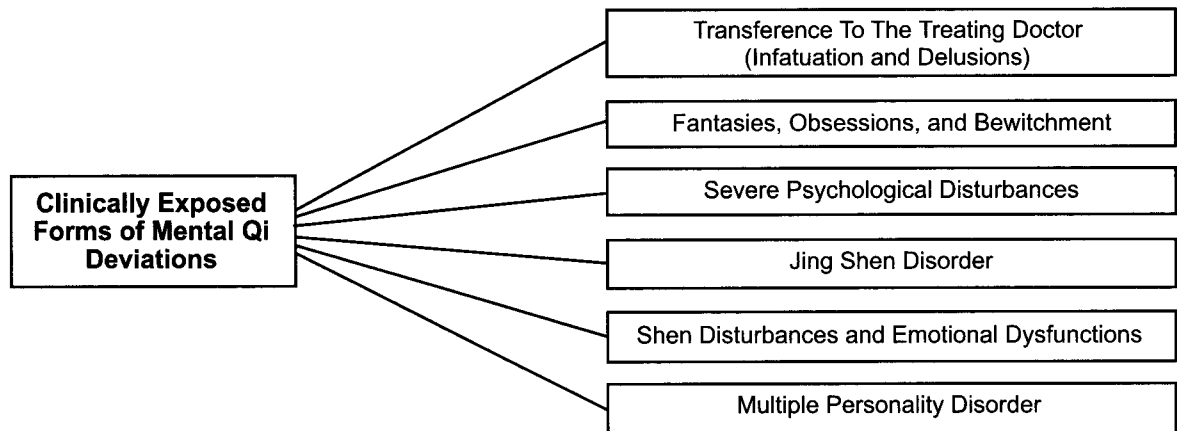 Clinically Exposed
Forms of Mental Qi
Deviations
Transference To The Treating Doctor
(Infatuation and Delusions)
Fantasies, Obsessions, and Bewitchment
Severe Psychological Disturbances
Jing Shen Disorder
Shen Disturbances and Emotional Dysfunctions
Multiple Personality Disorder